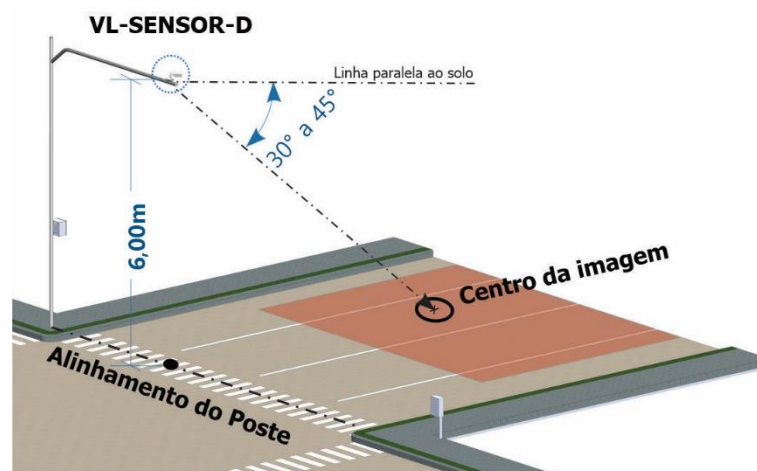 VL-SENSOR-D
Linha paralela ao solo
30° a 45°
6,00m
Centro da imagem
Alinhamento do Poste